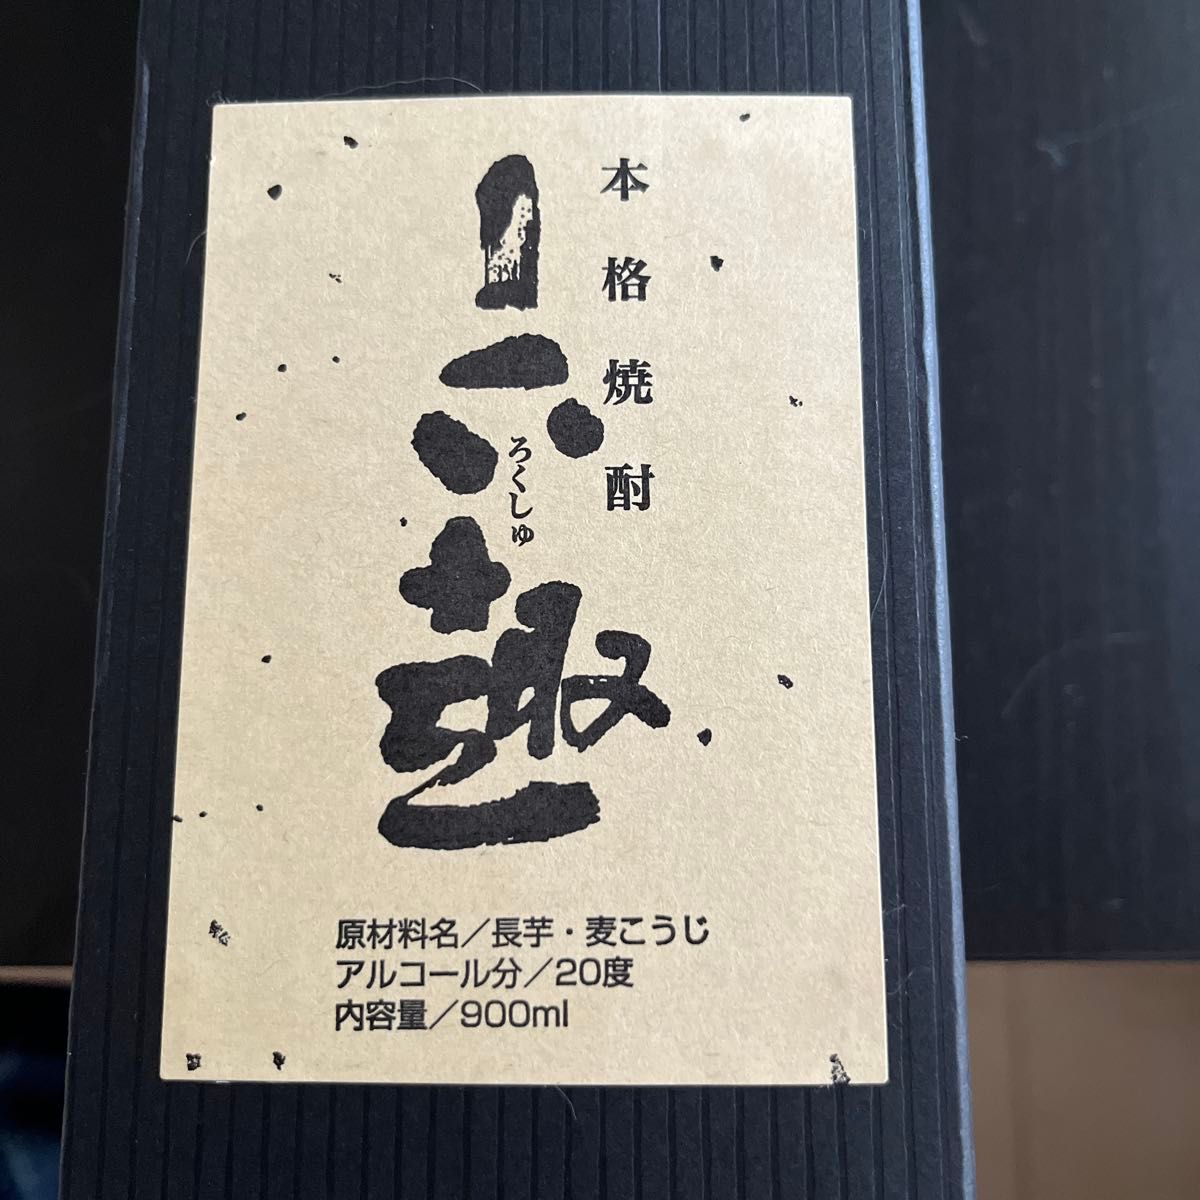 本格焼酎
六趣
ろくしゅ
原材料名／長芋・麦こうじ
アルコール分／20度
内容量／900ml